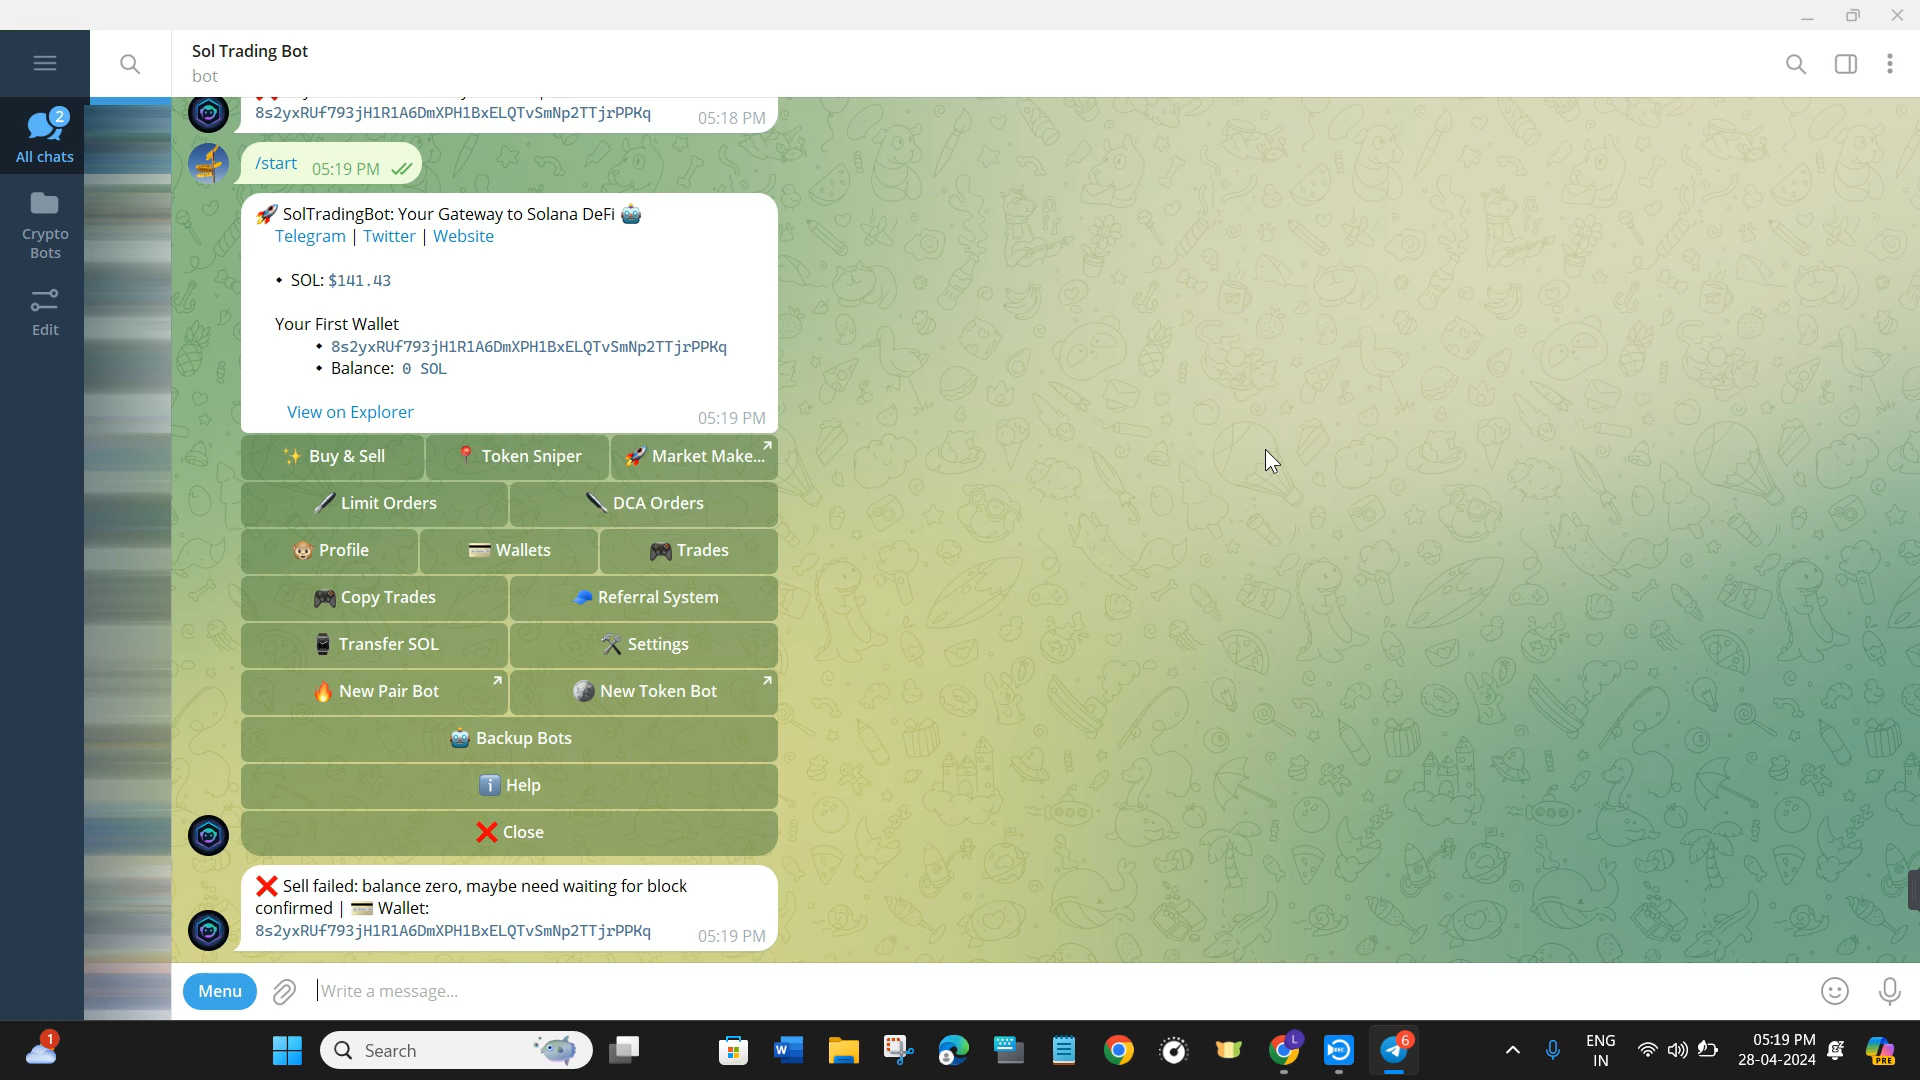 Sol Trading Bot
bot
2
All chats
Crypto
Bots
Edit
8s2yxRUf793jH1R1A6DmXPH1BxELQTvSmNp2TTjrPPKq
05:18 PM
/start 05:19 PM
SolTradingBot: Your Gateway to Solana DeFi
Telegram | Twitter | Website
SOL: $141.43
Your First Wallet
8s2yxRUf793jH1R1A6DmXPH1BxELQTvSmNp2TTjrPPKq
Balance: 0 SOL
View on Explorer
05:19 PM
Buy & Sell Token Sniper Market Make...
Limit Orders DCA Orders
Profile Wallets Trades
Copy Trades Referral System
Transfer SOL Settings
New Pair Bot New Token Bot
Backup Bots
Help
Close
Sell failed: balance zero, maybe need waiting for block
confirmed | Wallet:
8s2yxRUf793jH1R1A6DmXPH1BxELQTvSmNp2TTjrPPKq
05:19 PM
Menu Write a message...
1
Search
W
L
REC
6
ENG
IN
05:19 PM
28-04-2024
PRE